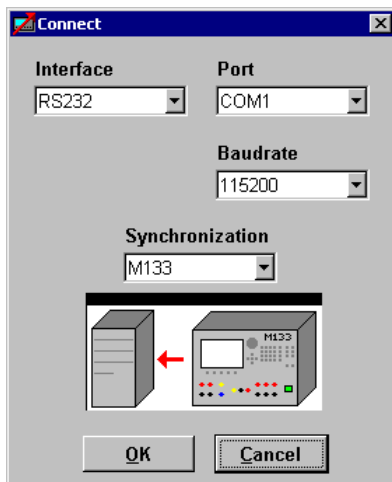 Connect
Interface Port
RS232 COM1
Baudrate
115200
Synchronization
M133
M133
OK Cancel